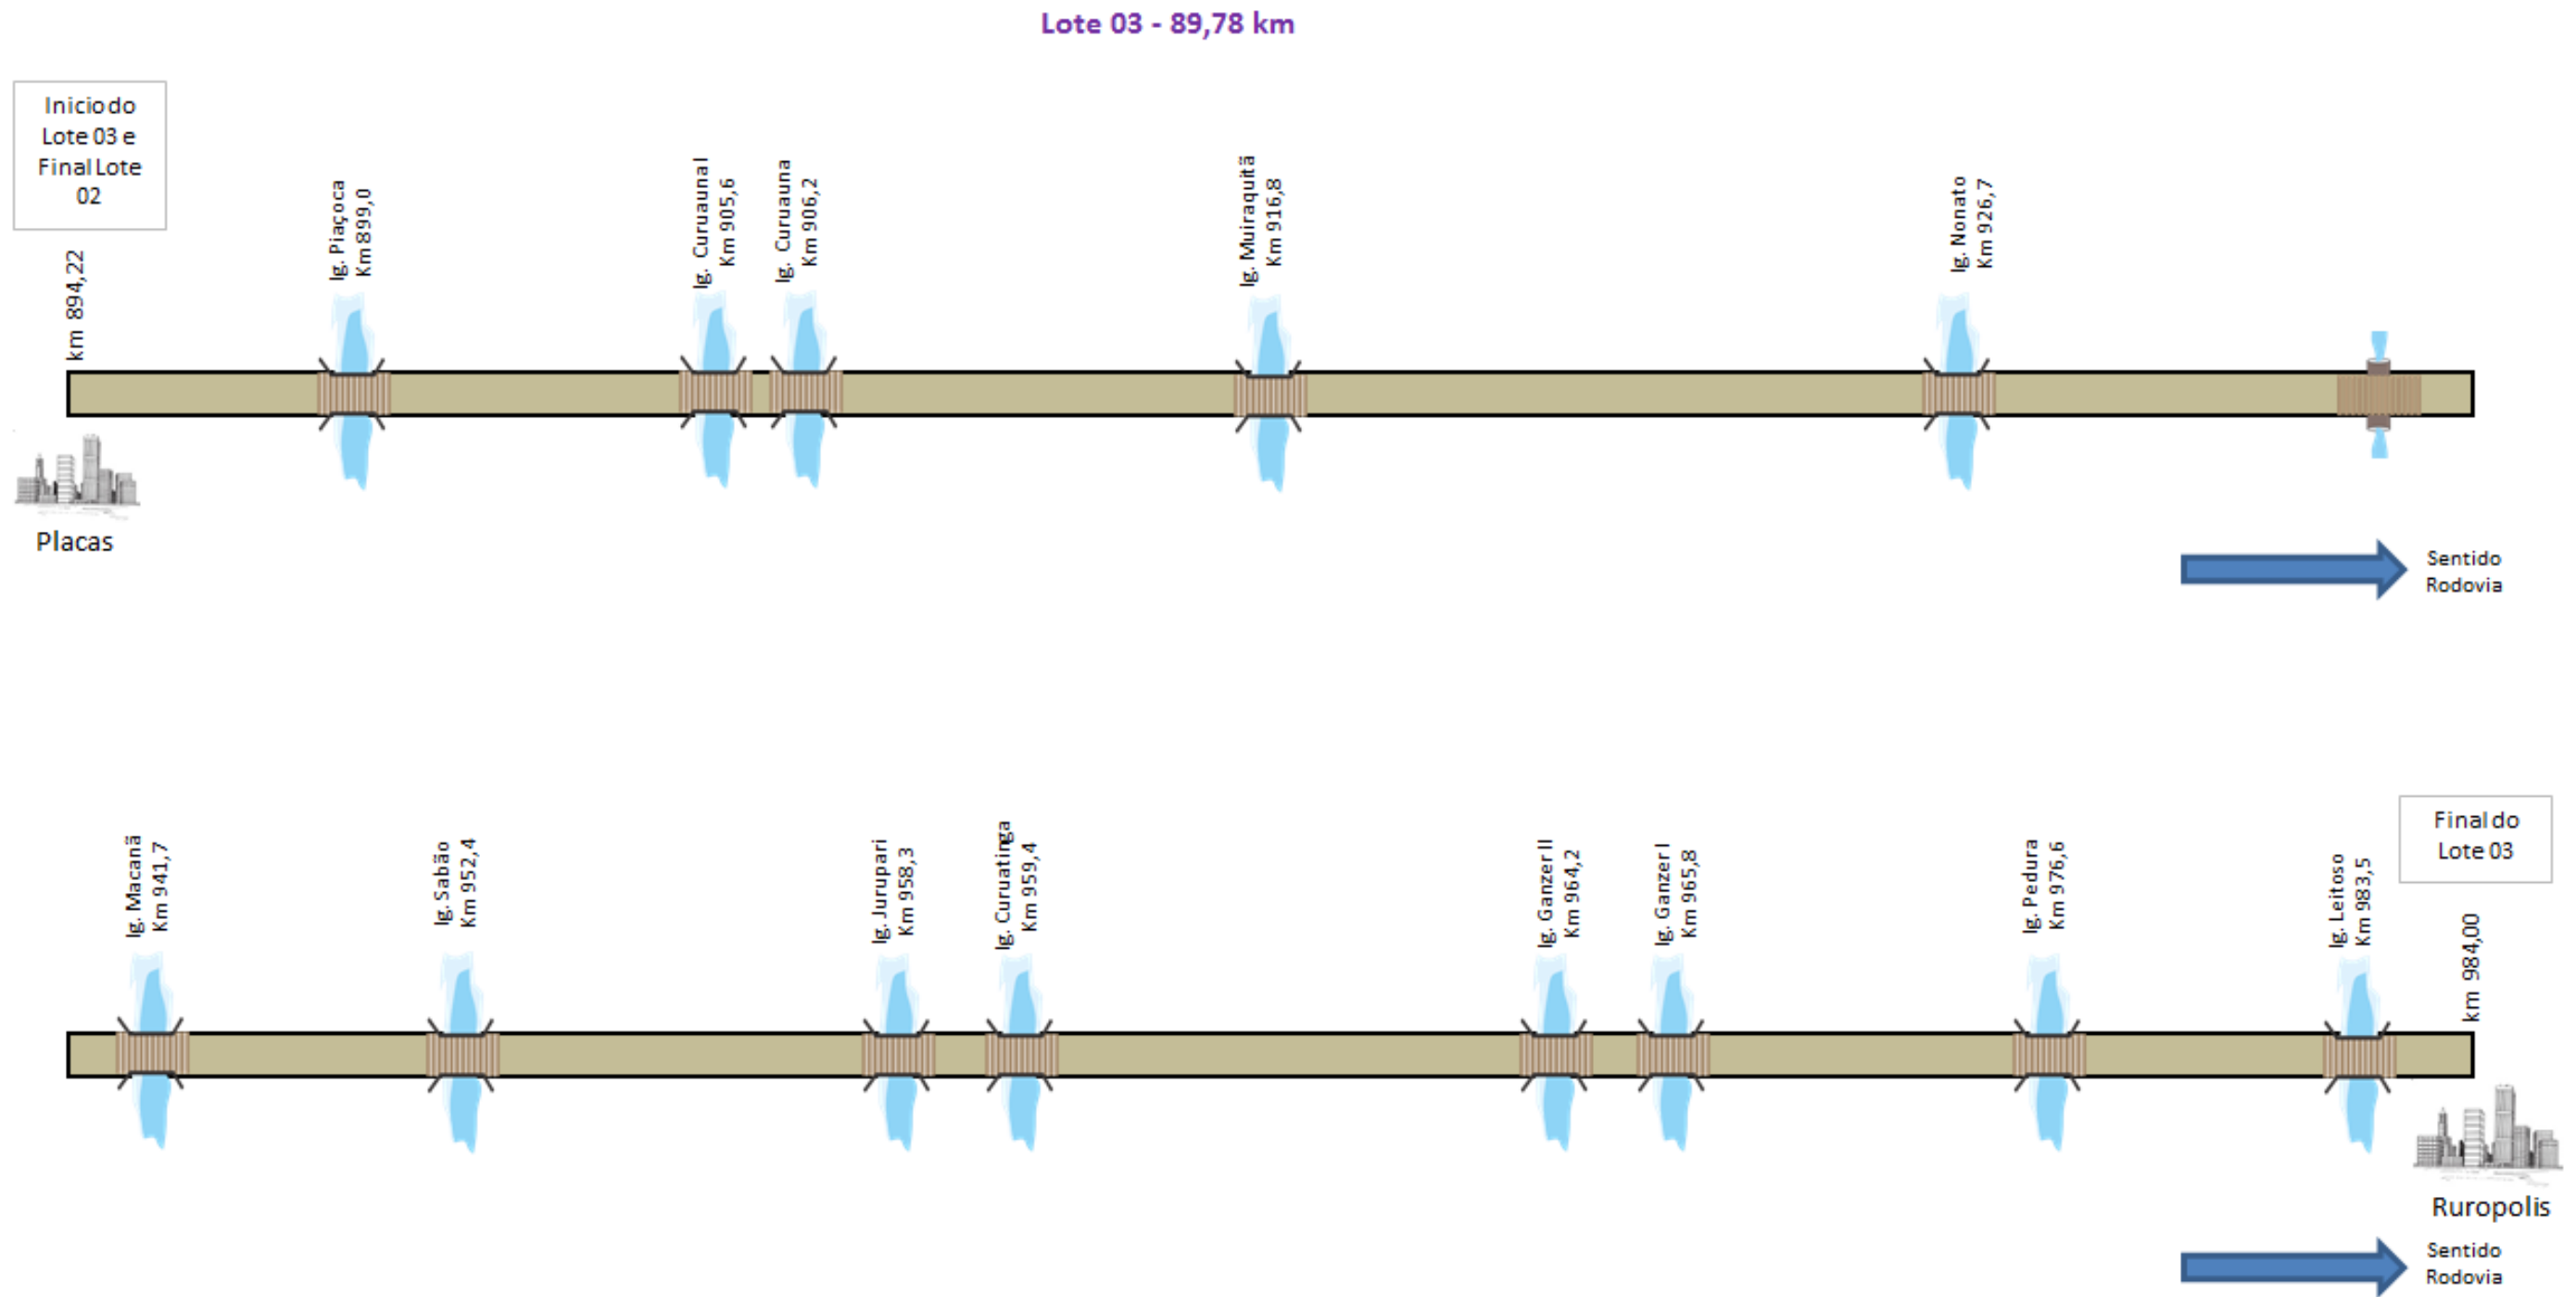 Lote 03 - 89,78 km
Inicio do
Lote 03 e
Final Lote
02
km 894,22
Ig. Piaçoca
Km 899,0
Ig. Curuauna I
Km 905,6
Ig. Curuauna
Km 906,2
Ig. Muiraquitã
Km 916,8
Ig. Nonato
Km 926,7
Placas
Sentido
Rodovia
Ig. Macanã
Km 941,7
Ig. Sabão
Km 952,4
Ig. Jurupari
Km 958,3
Ig. Curuatinga
Km 959,4
Ig. Ganzer II
Km 964,2
Ig. Ganzer I
Km 965,8
Ig. Pedura
Km 976,6
Ig. Leitoso
Km 983,5
Final do
Lote 03
km 984,00
Ruropolis
Sentido
Rodovia